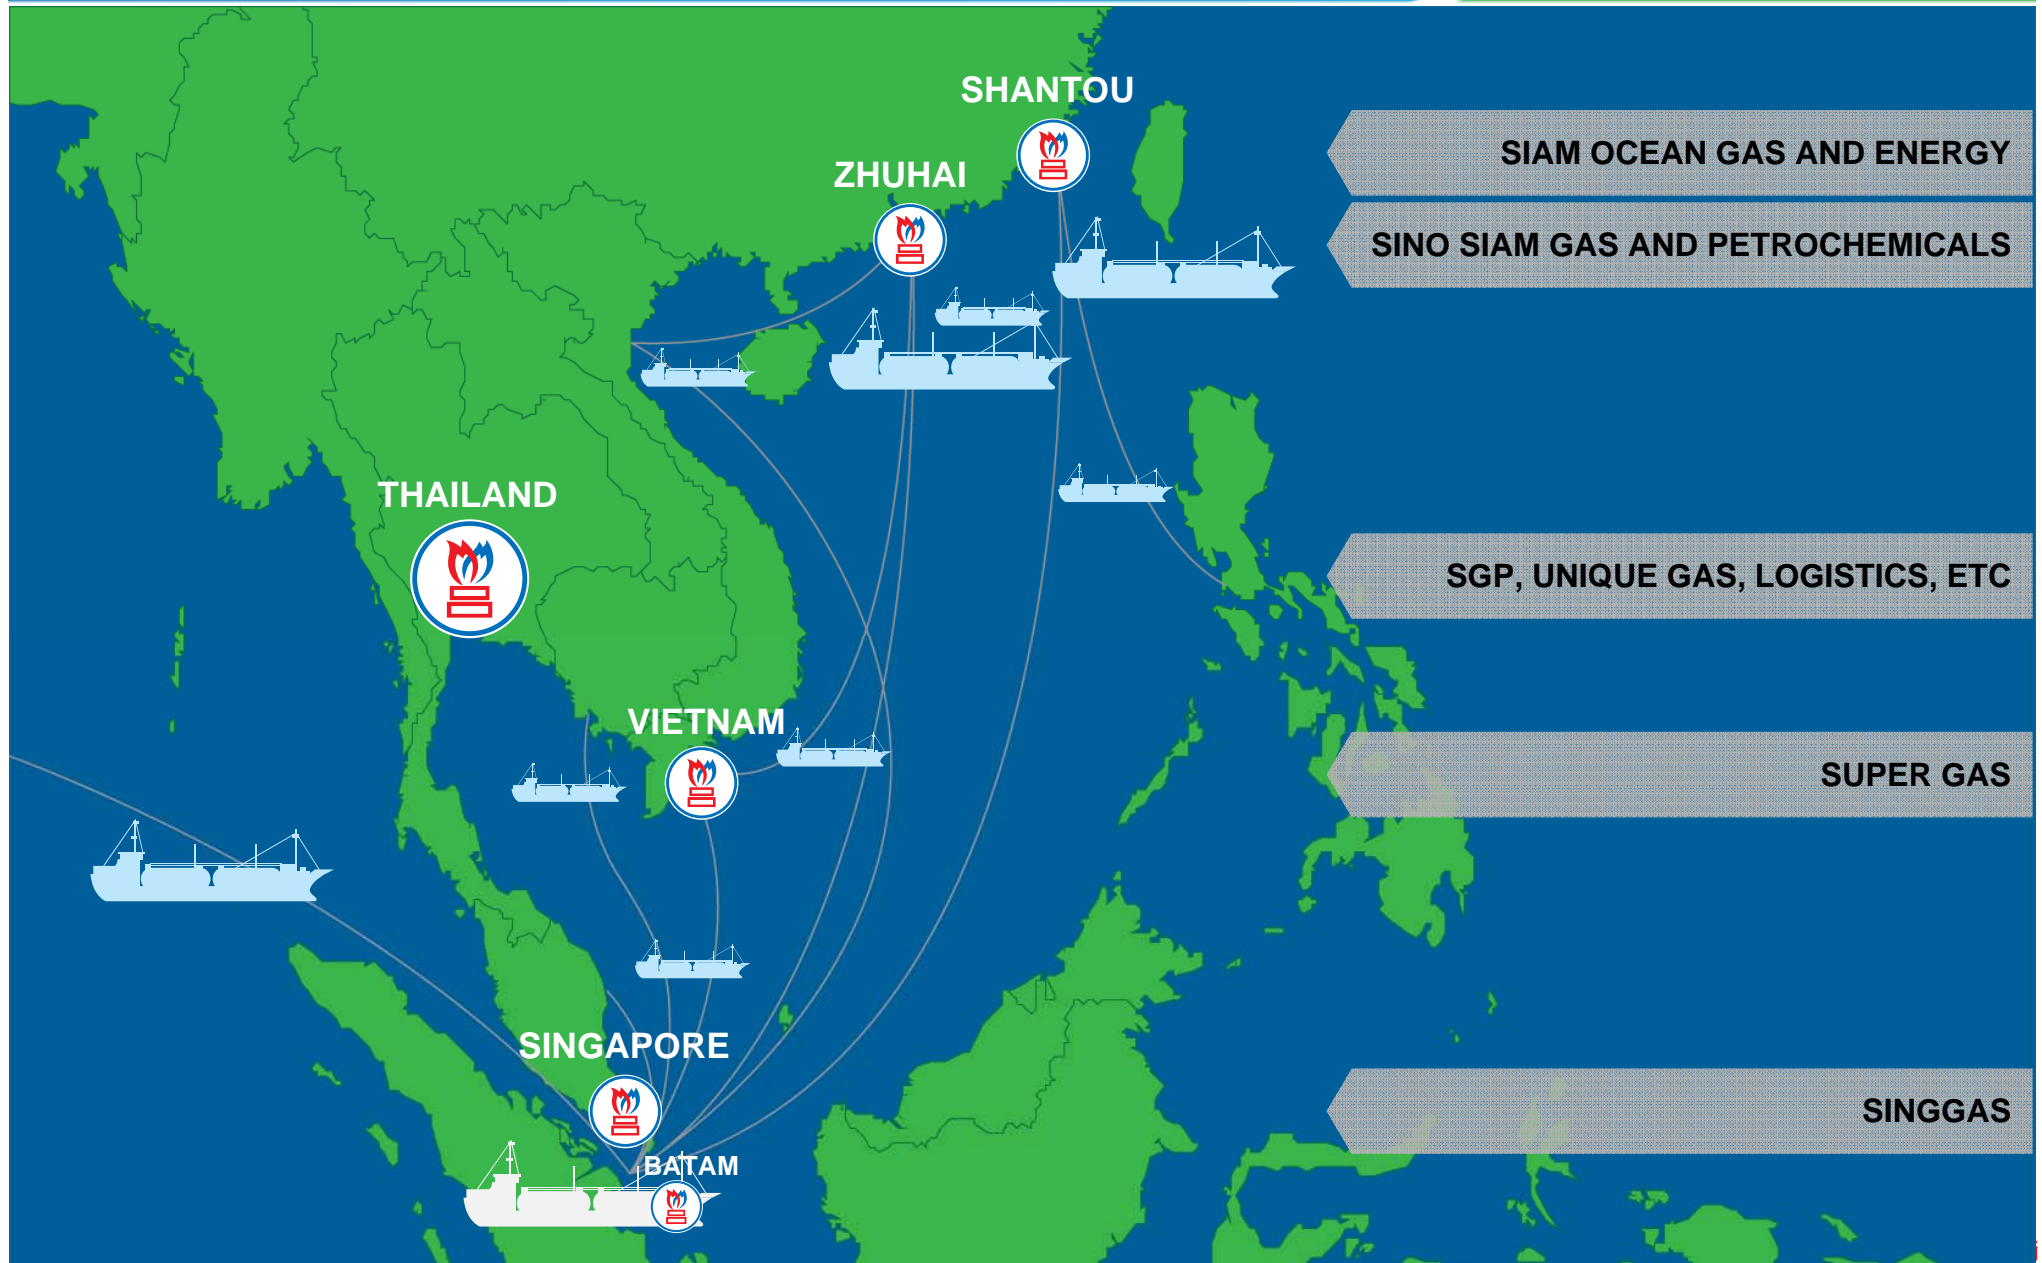 SHANTOU
SIAM OCEAN GAS AND ENERGY
ZHUHAI
SINO SIAM GAS AND PETROCHEMICALS
THAILAND
SGP, UNIQUE GAS, LOGISTICS, ETC
VIETNAM
SUPER GAS
SINGAPORE
SINGGAS
BATAM